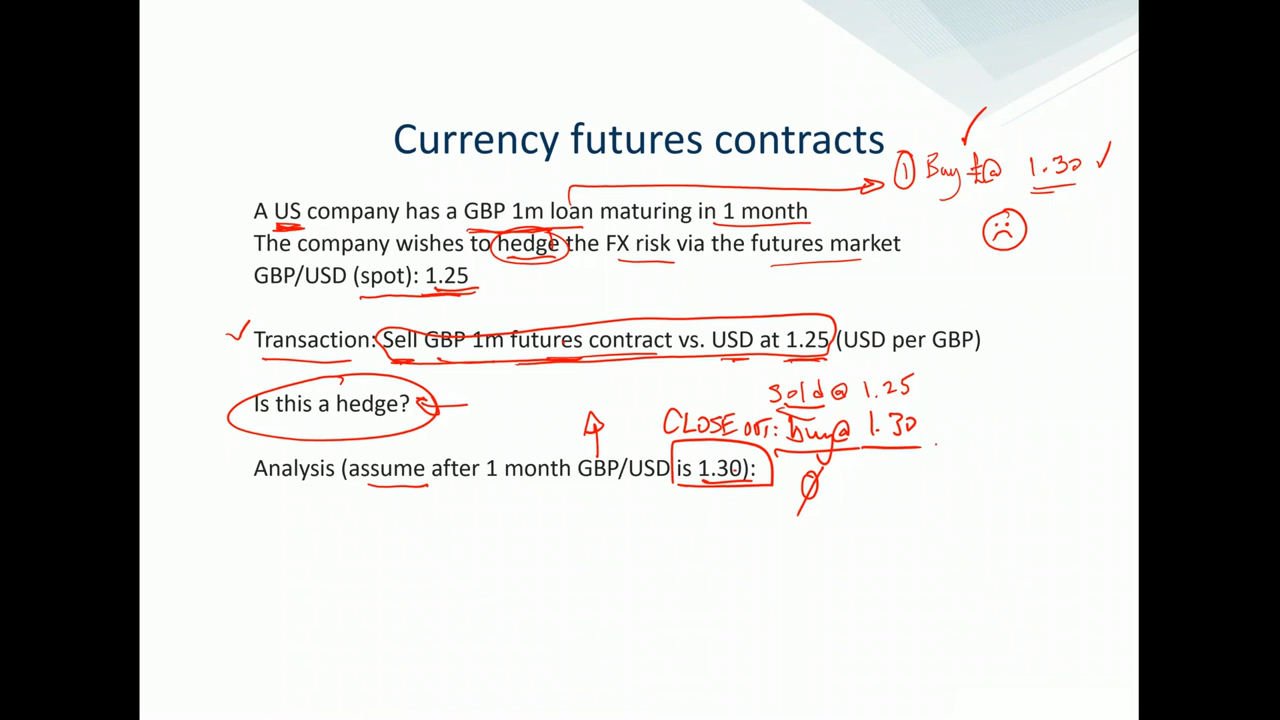 Currency futures contracts
① Buy £@ 1.30 ✓
A US company has a GBP 1m loan maturing in 1 month
The company wishes to hedge the FX risk via the futures market
GBP/USD (spot): 1.25
Transaction: Sell GBP 1m futures contract vs. USD at 1.25 (USD per GBP)
Sold @ 1.25
Is this a hedge?
CLOSE OUT: buy @ 1.30
Analysis (assume after 1 month GBP/USD is 1.30):
Ø